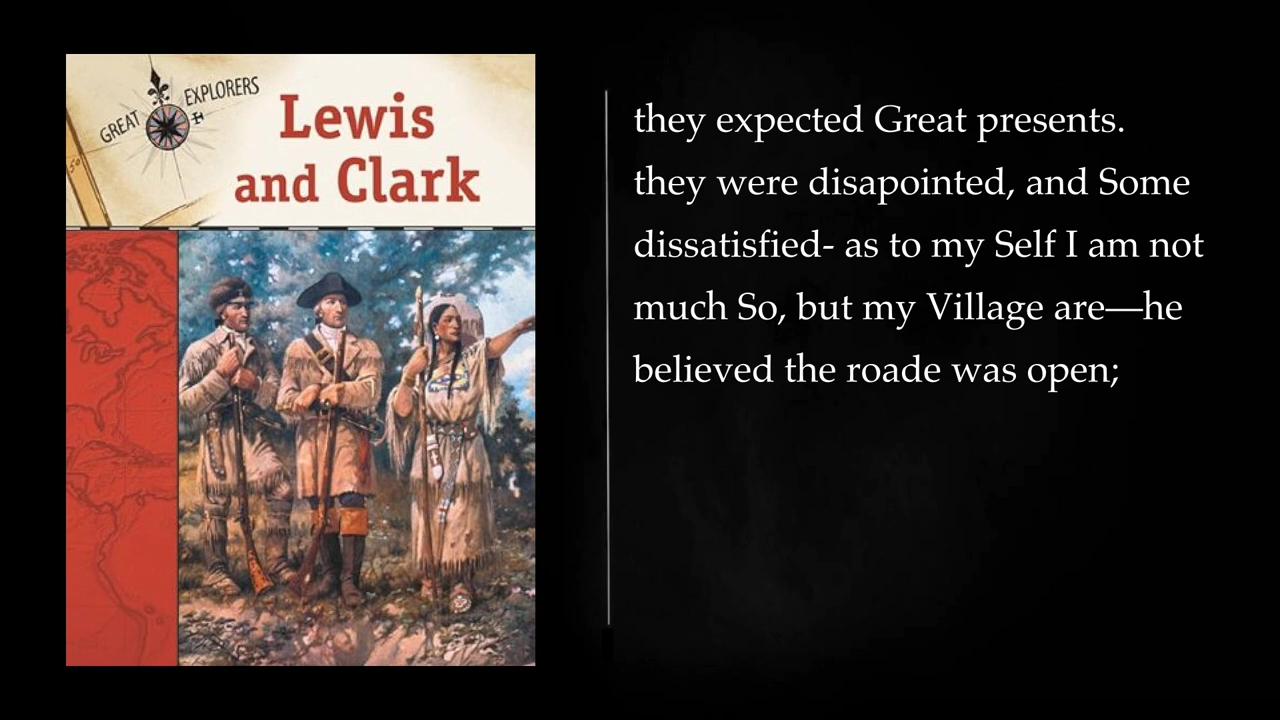 GREAT EXPLORERS
Lewis
and Clark
they expected Great presents.
they were disapointed, and Some
dissatisfied- as to my Self I am not
much So, but my Village are—he
believed the roade was open;